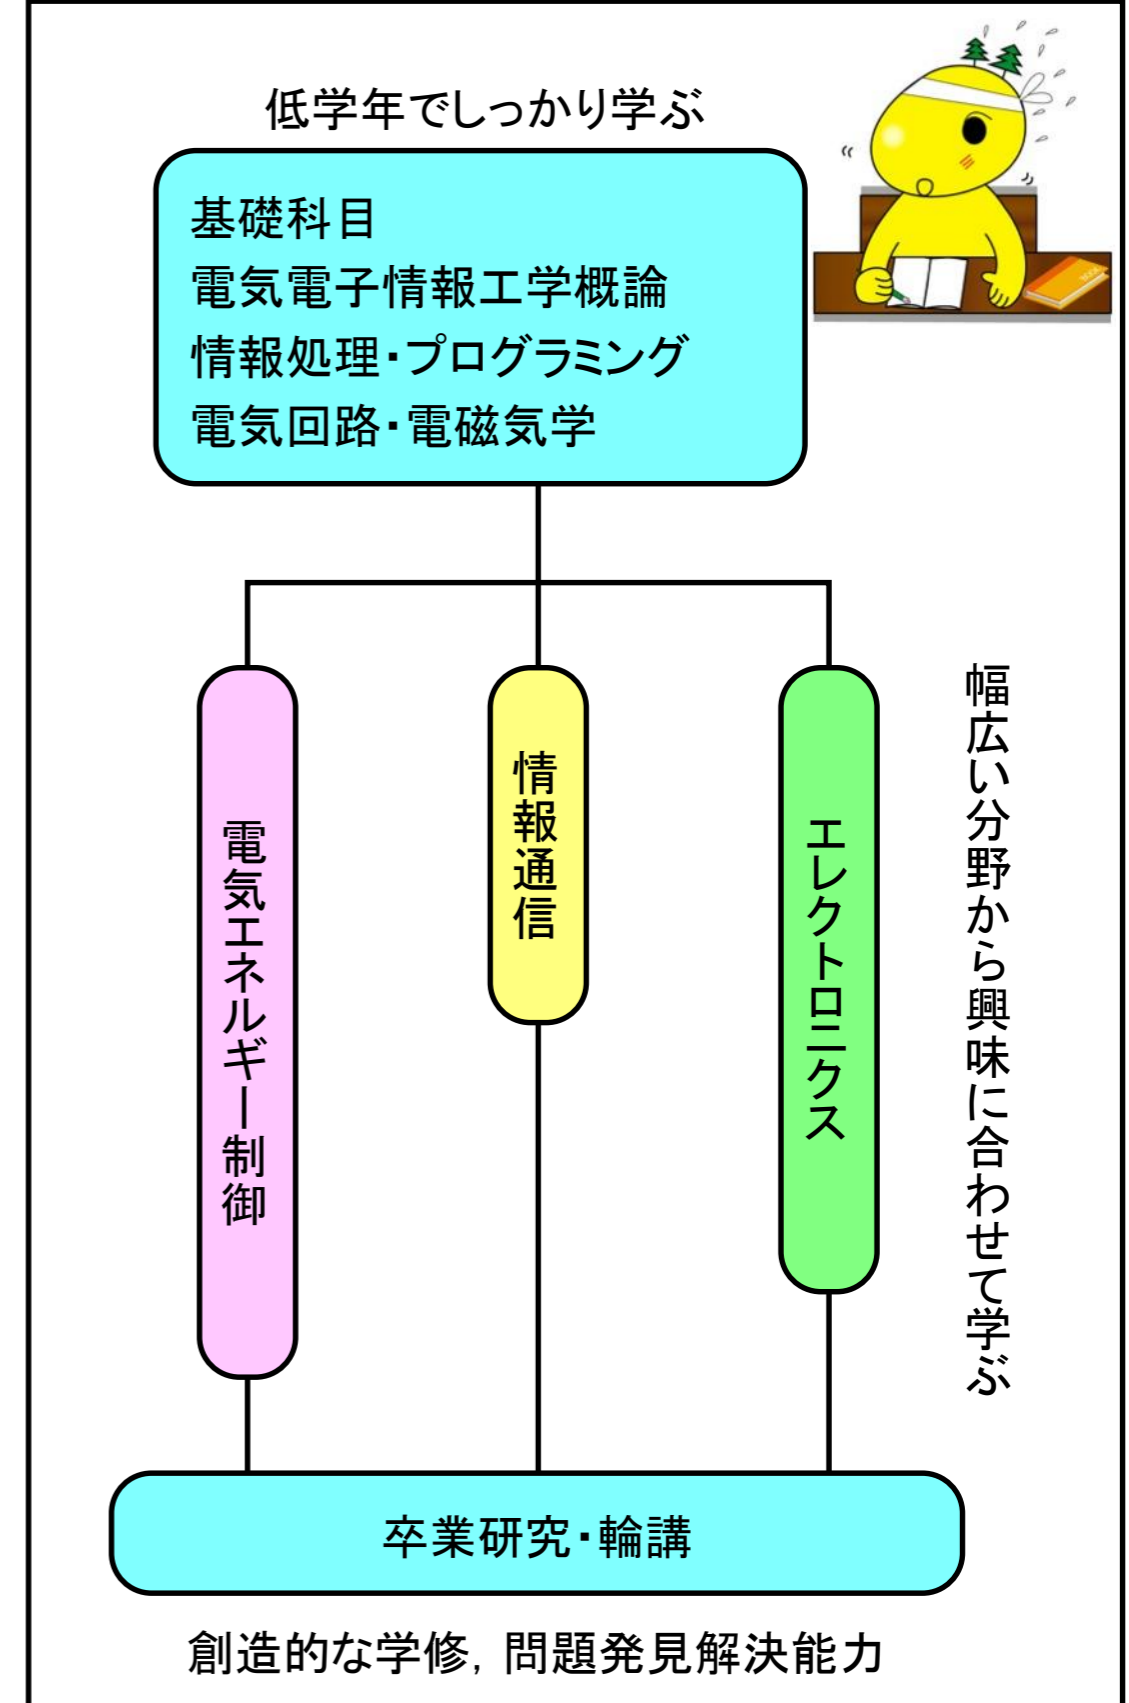 低学年でしっかり学ぶ
基礎科目
電気電子情報工学概論
情報処理・プログラミング
電気回路・電磁気学
電気エネルギー制御
情報通信
エレクトロニクス
幅広い分野から興味に合わせて学ぶ
卒業研究・輪講
創造的な学修，問題発見解決能力
BOOK